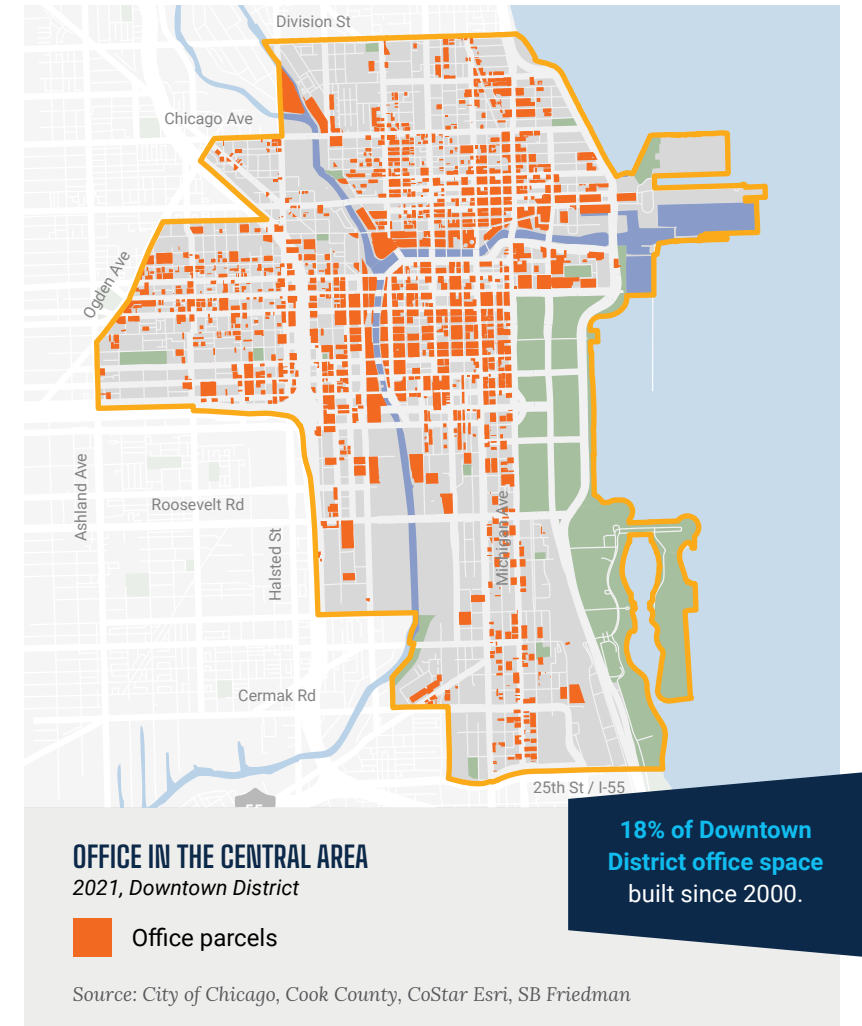 Division St
Chicago Ave
Ogden Ave
Ashland Ave
Roosevelt Rd
Halsted St
Michigan Ave
Cermak Rd
25th St / I-55
55
OFFICE IN THE CENTRAL AREA
2021, Downtown District
Office parcels
18% of Downtown
District office space
built since 2000.
Source: City of Chicago, Cook County, CoStar Esri, SB Friedman